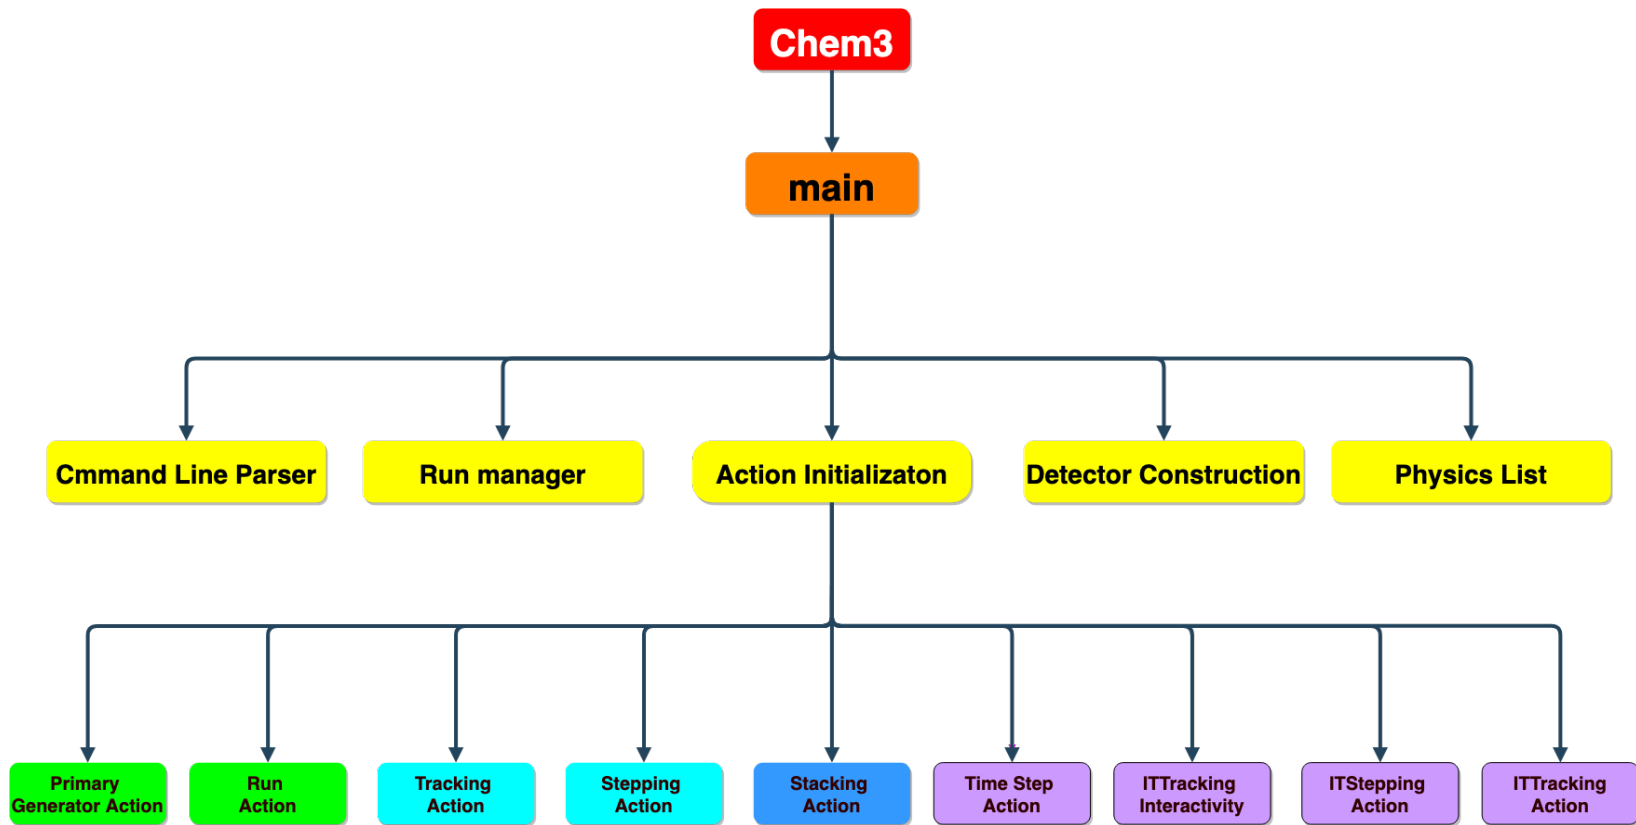 Chem3
main
Cmmand Line Parser
Run manager
Action Initializaton
Detector Construction
Physics List
Primary
Generator Action
Run
Action
Tracking
Action
Stepping
Action
Stacking
Action
Time Step
Action
ITTracking
Interactivity
ITStepping
Action
ITTracking
Action